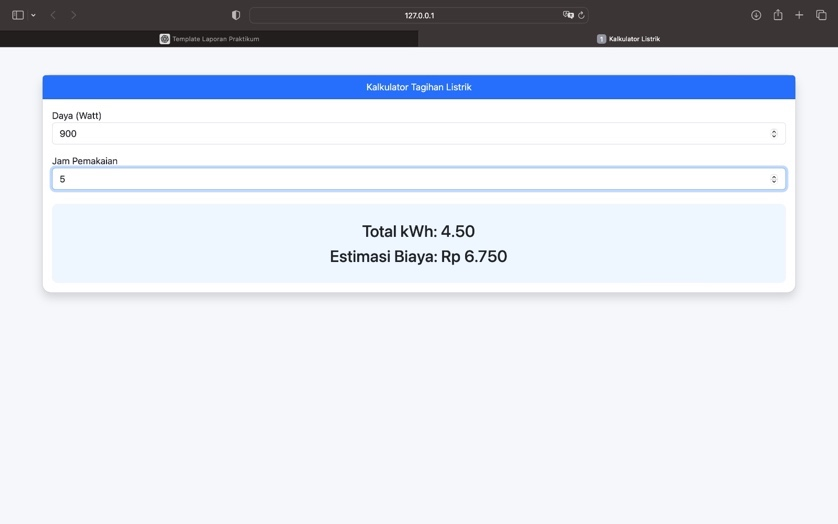 127.0.0.1
Template Laporan Praktikum
1 Kalkulator Listrik
Kalkulator Tagihan Listrik
Daya (Watt)
900
Jam Pemakaian
5
Total kWh: 4.50
Estimasi Biaya: Rp 6.750